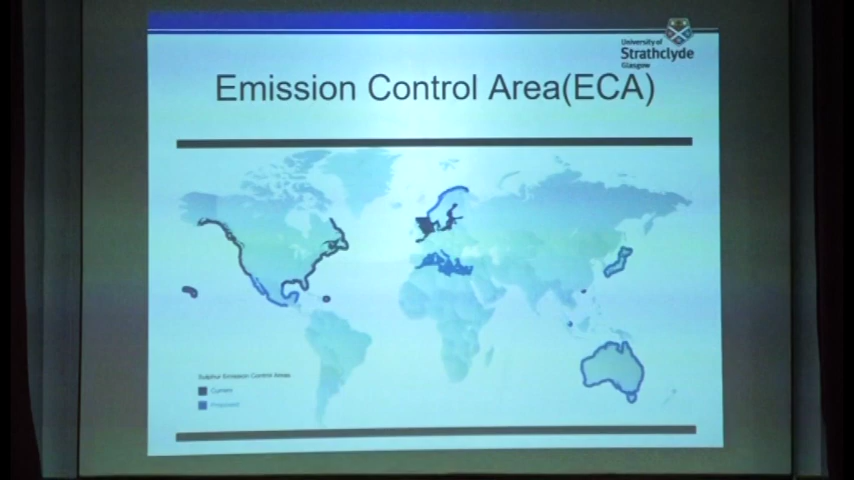 University of
Strathclyde
Glasgow
Emission Control Area(ECA)
Sulphur Emission Control Areas
Current
Proposed